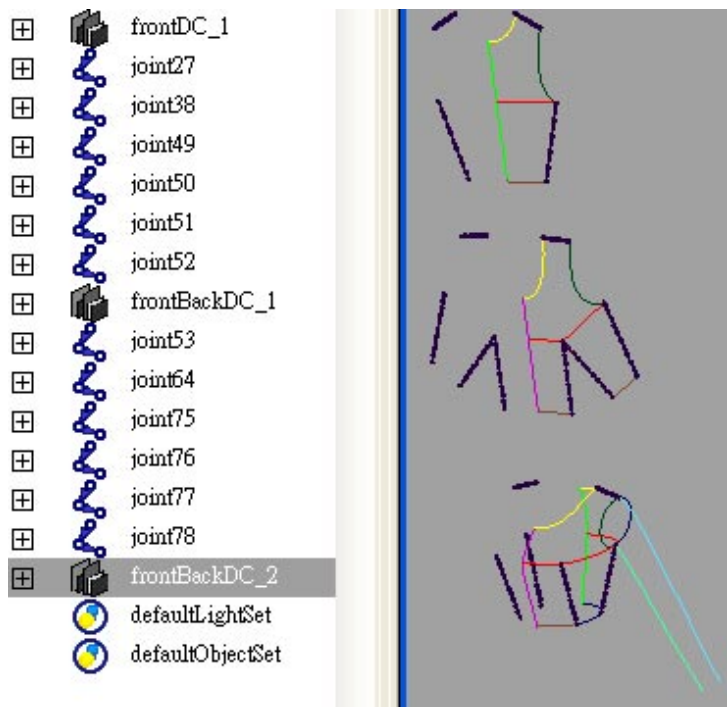 frontDC_1
joint27
joint38
joint49
joint50
joint51
joint52
frontBackDC_1
joint53
joint64
joint75
joint76
joint77
joint78
frontBackDC_2
defaultLightSet
defaultObjectSet